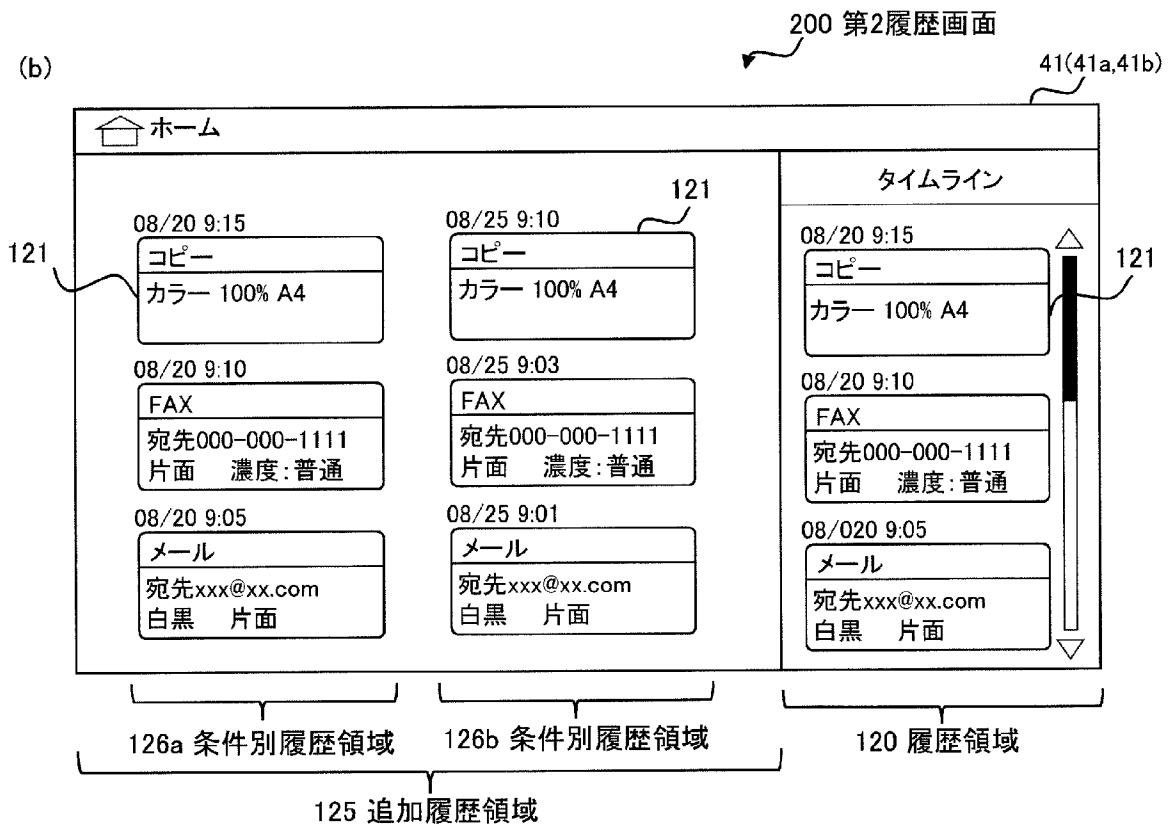 200 第2履歴画面
(b)
41(41a,41b)
ホーム
タイムライン
121
08/20 9:15
コピー
カラー 100% A4
08/20 9:10
FAX
宛先000-000-1111
片面 濃度:普通
08/20 9:05
メール
宛先xxx@xx.com
白黒 片面
121
08/25 9:10
コピー
カラー 100% A4
08/25 9:03
FAX
宛先000-000-1111
片面 濃度:普通
08/25 9:01
メール
宛先xxx@xx.com
白黒 片面
121
08/20 9:15
コピー
カラー 100% A4
08/20 9:10
FAX
宛先000-000-1111
片面 濃度:普通
08/020 9:05
メール
宛先xxx@xx.com
白黒 片面
126a 条件別履歴領域
126b 条件別履歴領域
120 履歴領域
125 追加履歴領域